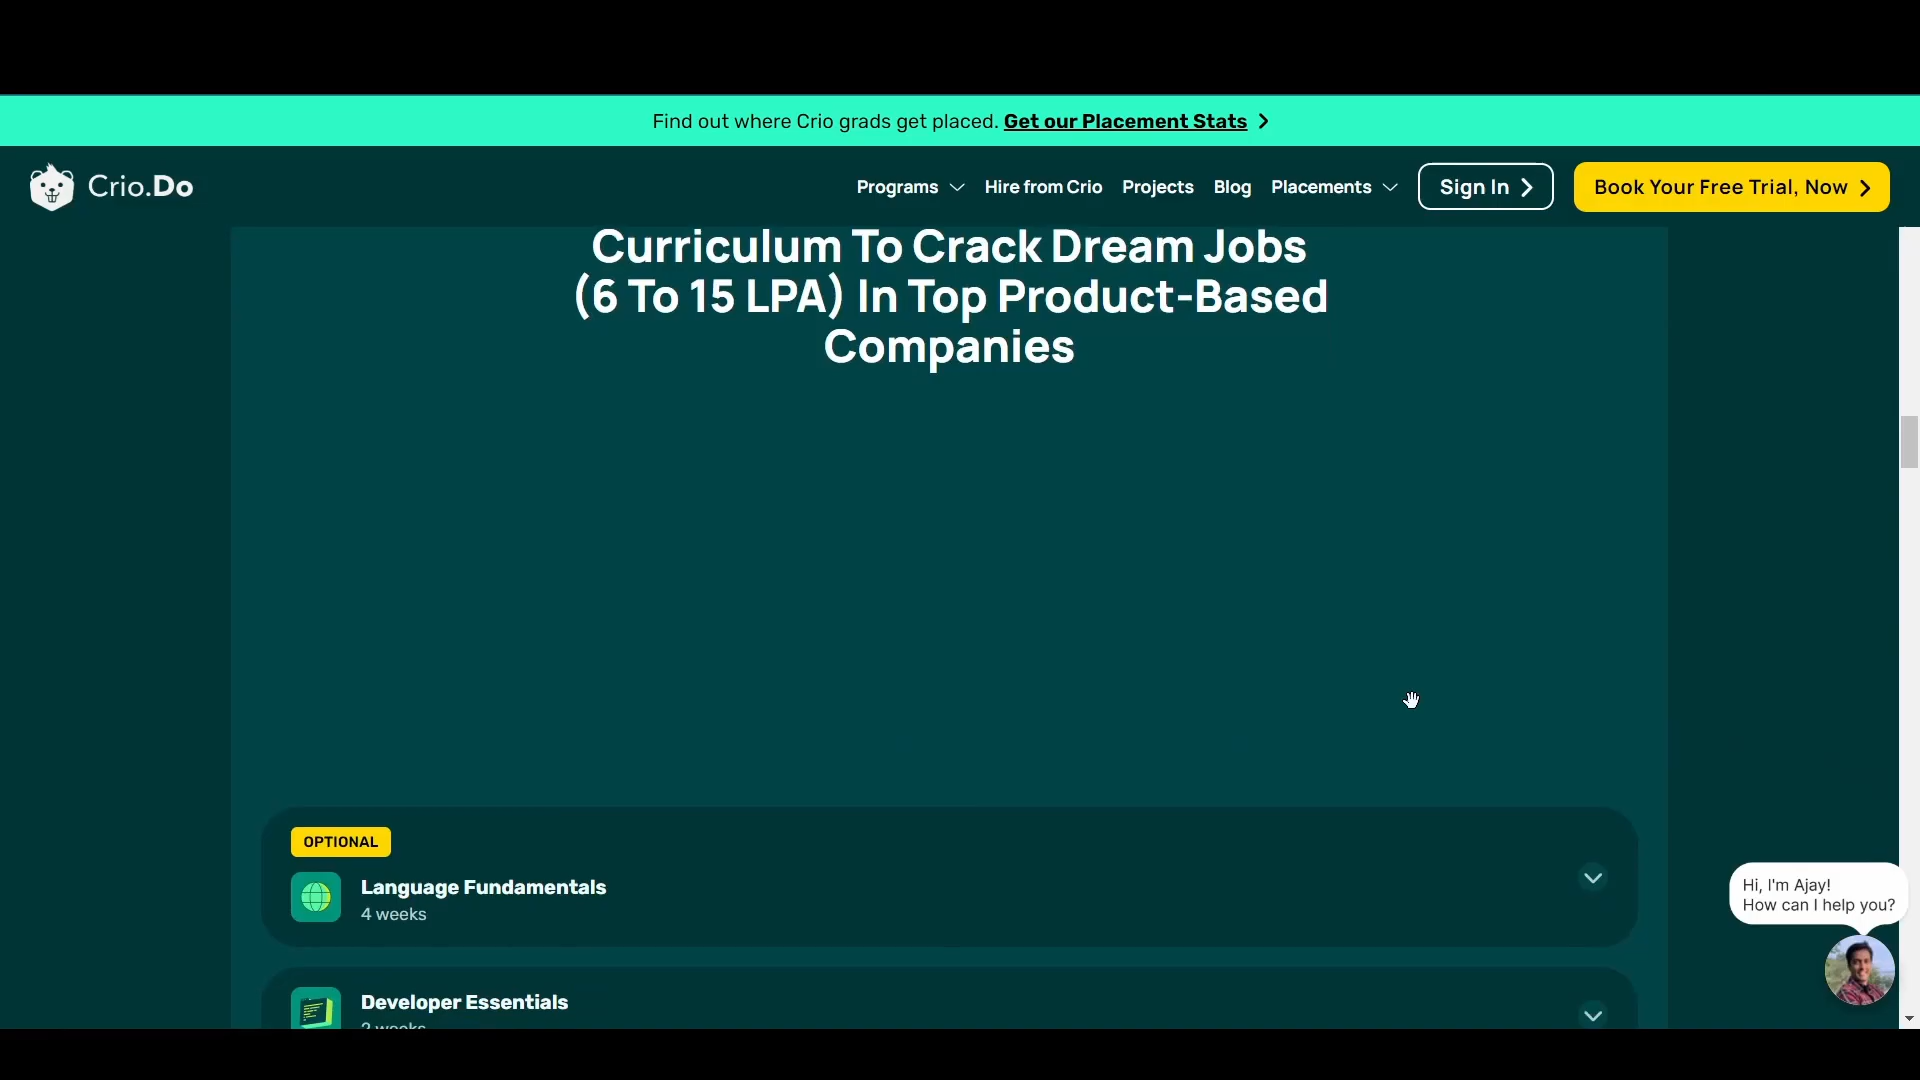 Find out where Crio grads get placed. Get our Placement Stats
Crio.Do
Programs
Hire from Crio
Projects
Blog
Placements
Sign In
Book Your Free Trial, Now
Curriculum To Crack Dream Jobs
(6 To 15 LPA) In Top Product-Based
Companies
OPTIONAL
Language Fundamentals
4 weeks
Hi, I'm Ajay!
How can I help you?
Developer Essentials
2 weeks